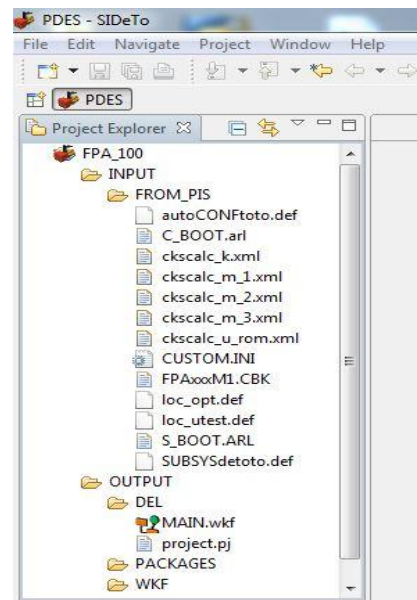 PDES - SIDeTo
File Edit Navigate Project Window Help
PDES
Project Explorer
FPA_100
INPUT
FROM_PIS
autoCONFtoto.def
C_BOOT.arl
ckscalc_k.xml
ckscalc_m_1.xml
ckscalc_m_2.xml
ckscalc_m_3.xml
ckscalc_u_rom.xml
CUSTOM.INI
FPAxxxM1.CBK
loc_opt.def
loc_utest.def
S_BOOT.ARL
SUBSYSdetoto.def
OUTPUT
DEL
MAIN.wkf
project.pj
PACKAGES
WKF